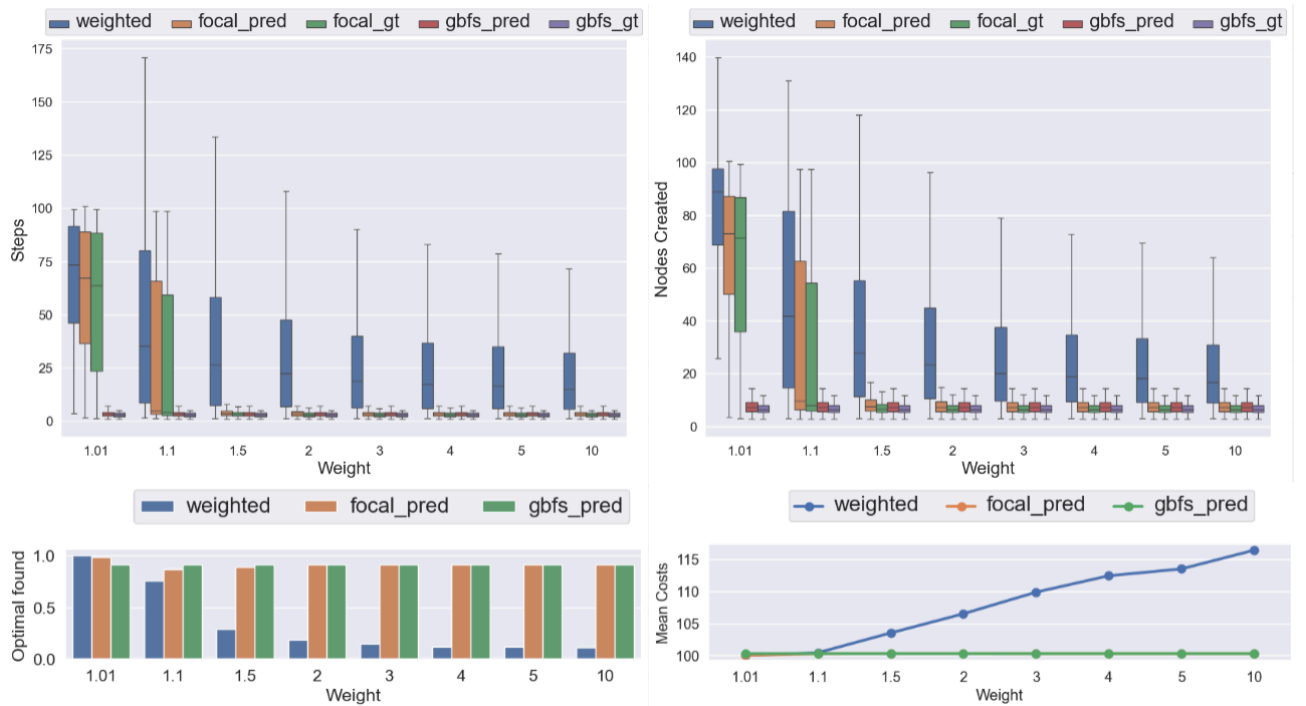 weighted focal_pred focal_gt gbfs_pred gbfs_gt
175
150
125
100
75
50
25
0
Steps
1.01 1.1 1.5 2 3 4 5 10
Weight
weighted focal_pred focal_gt gbfs_pred gbfs_gt
140
120
100
80
60
40
20
0
Nodes Created
1.01 1.1 1.5 2 3 4 5 10
Weight
weighted focal_pred gbfs_pred
1.0
0.5
0.0
Optimal found
1.01 1.1 1.5 2 3 4 5 10
Weight
weighted focal_pred gbfs_pred
115
110
105
100
Mean Costs
1.01 1.1 1.5 2 3 4 5 10
Weight